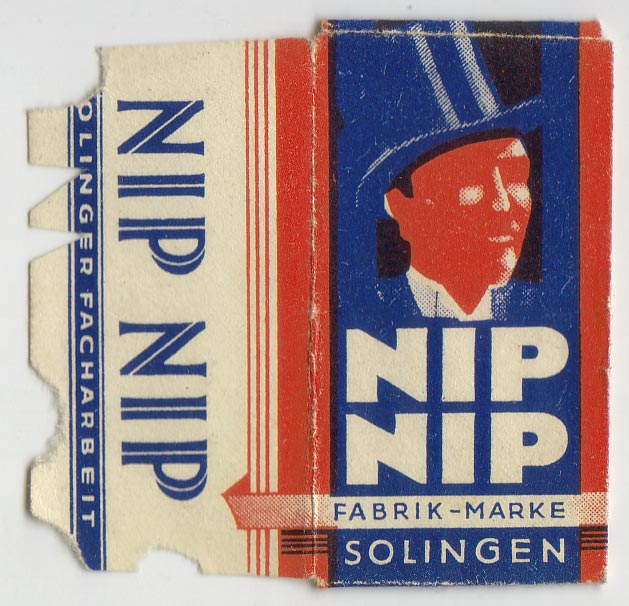 NIP NIP
OLINGER FACHARBEIT
NIP
NIP
FABRIK-MARKE
SOLINGEN